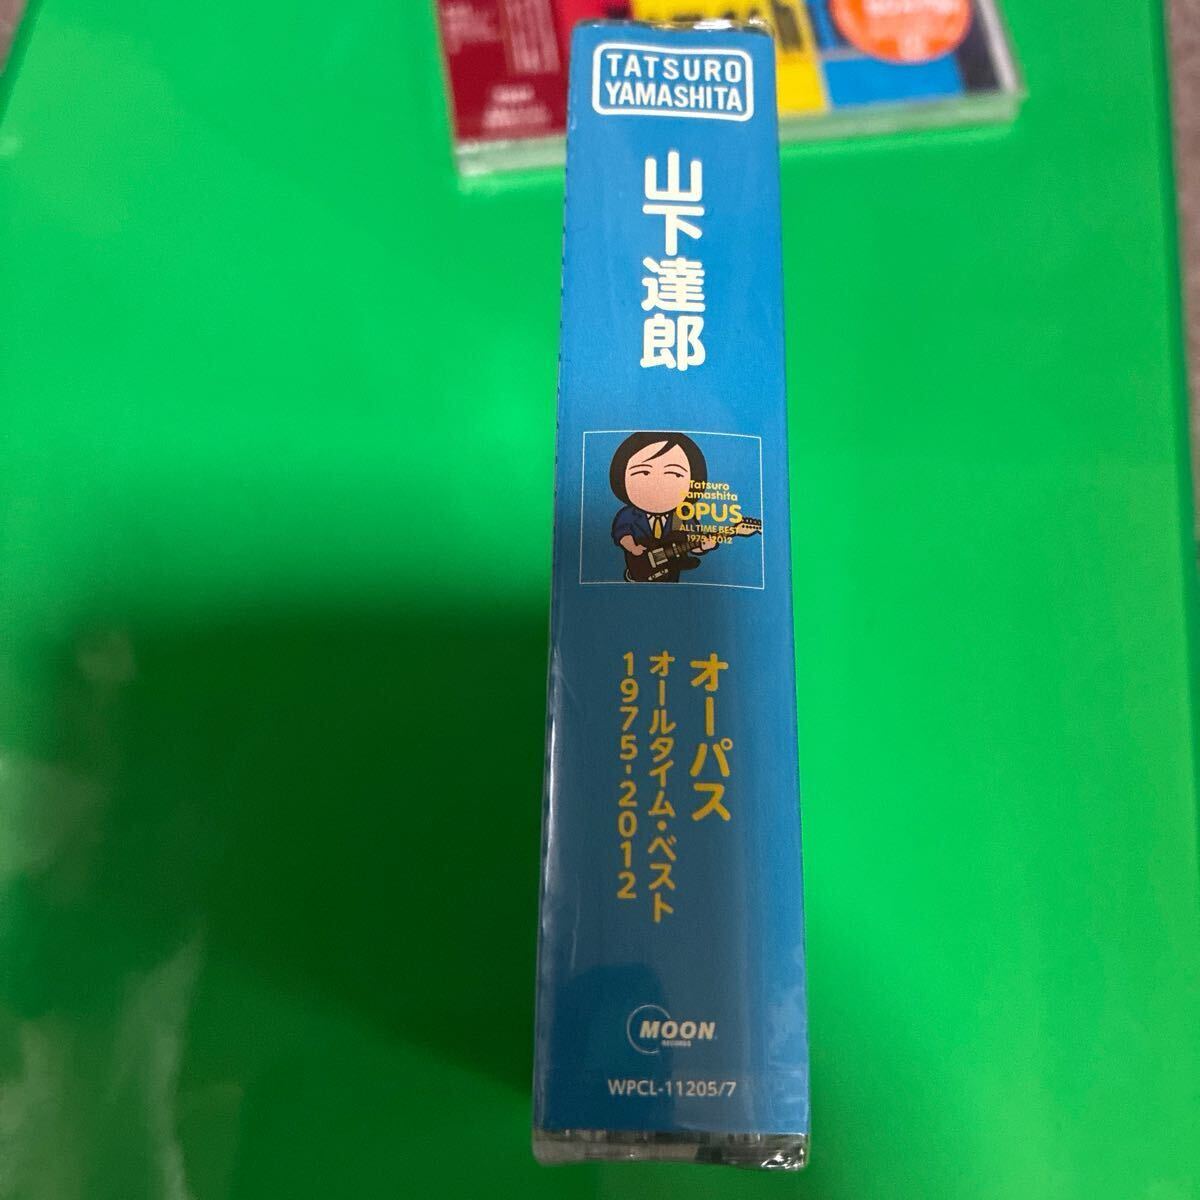 TATSURO
YAMASHITA
山下達郎
Tatsuro
Yamashita
OPUS
ALL TIME BEST
1975-2012
オーパス
オールタイム・ベスト
1975-2012
MOON
RECORDS
WPCL-11205/7